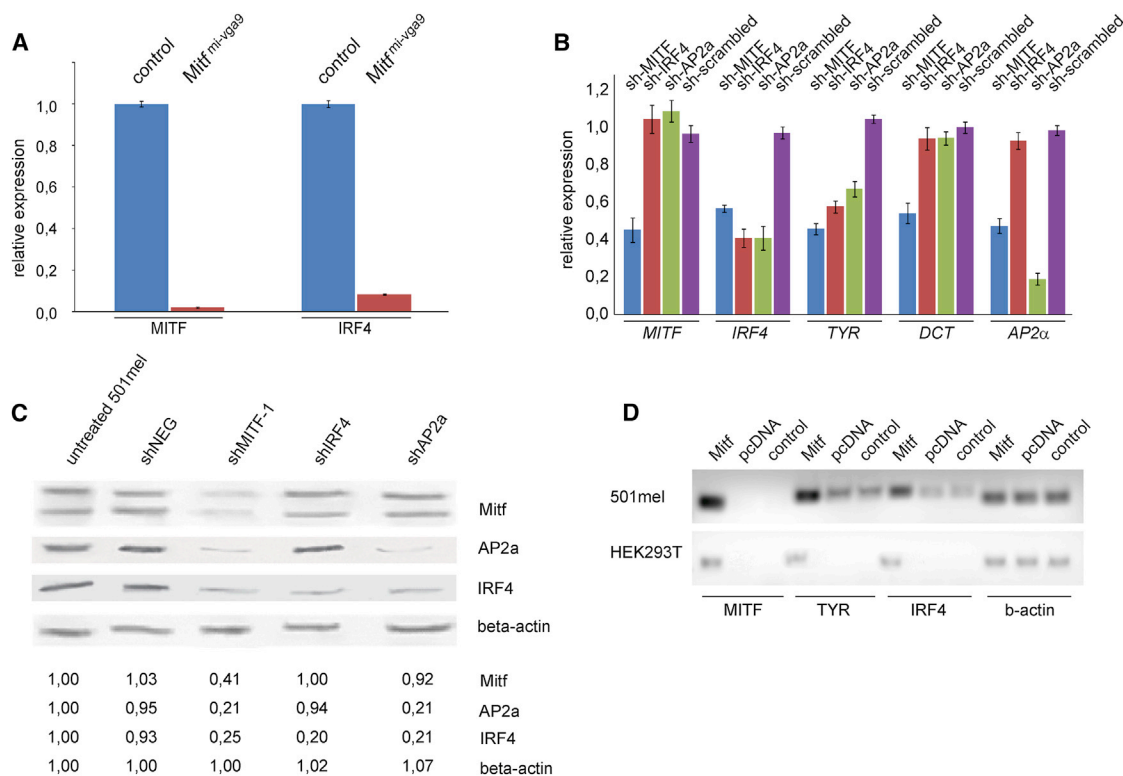 A
control
Mitf mi-vga9
control
Mitf mi-vga9
relative expression
1,0
0,8
0,6
0,4
0,2
0,0
MITF
IRF4
B
sh-MITF
sh-IRF4
sh-AP2a
sh-scrambled
sh-MITF
sh-IRF4
sh-AP2a
sh-scrambled
sh-MITF
sh-IRF4
sh-AP2a
sh-scrambled
sh-MITF
sh-IRF4
sh-AP2a
sh-scrambled
sh-MITF
sh-IRF4
sh-AP2a
sh-scrambled
relative expression
1,2
1,0
0,8
0,6
0,4
0,2
0,0
MITF
IRF4
TYR
DCT
AP2α
C
untreated 501mel
shNEG
shMITF-1
shIRF4
shAP2a
Mitf
AP2a
IRF4
beta-actin
1,00 1,03 0,41 1,00 0,92 Mitf
1,00 0,95 0,21 0,94 0,21 AP2a
1,00 0,93 0,25 0,20 0,21 IRF4
1,00 1,00 1,00 1,02 1,07 beta-actin
D
Mitf
pcDNA
control
Mitf
pcDNA
control
Mitf
pcDNA
control
Mitf
pcDNA
control
501mel
HEK293T
MITF
TYR
IRF4
b-actin